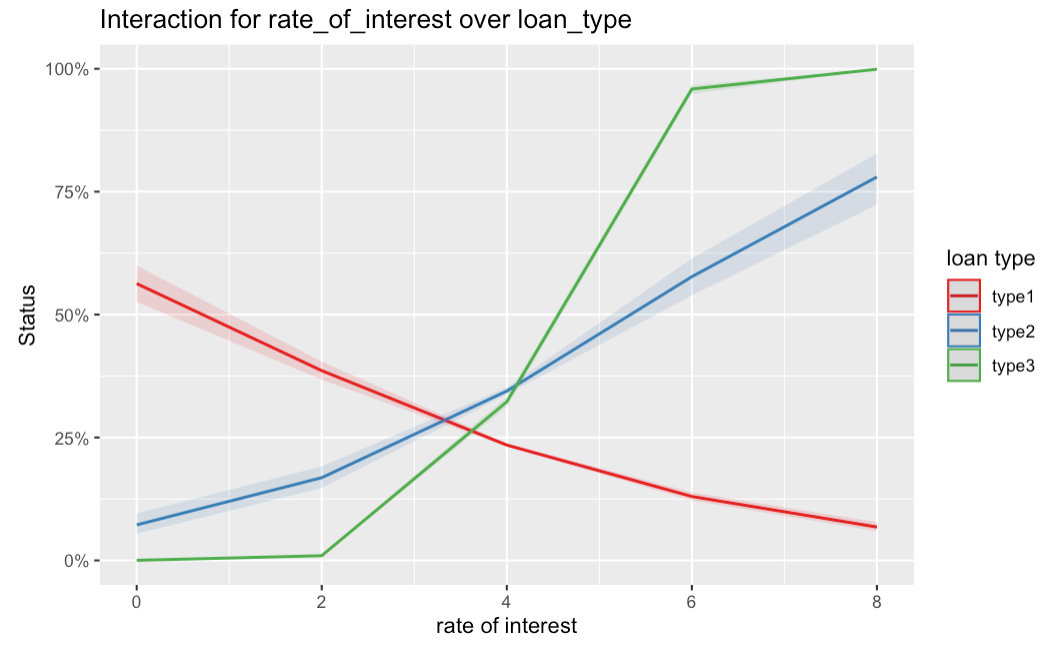 Interaction for rate_of_interest over loan_type
100%
75%
50%
25%
0%
Status
0 2 4 6 8
rate of interest
loan type
type1
type2
type3